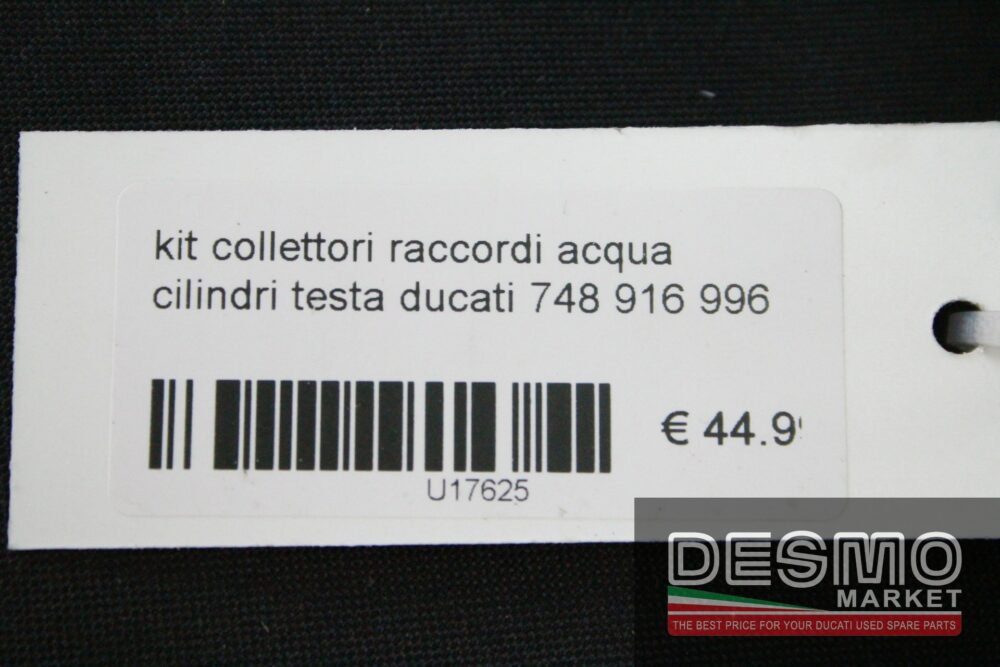 kit collettori raccordi acqua
cilindri testa ducati 748 916 996
€ 44.9
U17625
DESMO
MARKET
THE BEST PRICE FOR YOUR DUCATI USED SPARE PARTS